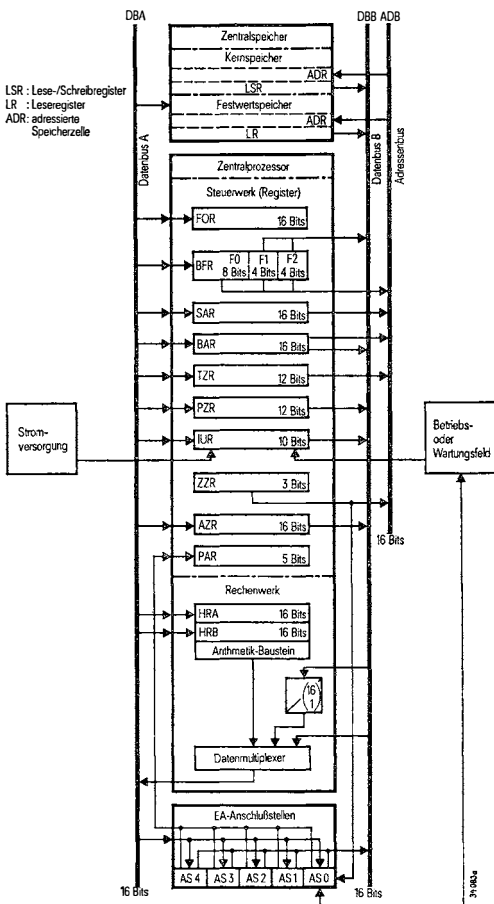 DBA
DBB ADB
Zentralspeicher
Kernspeicher
ADR
LSR
Festwertspeicher
ADR
LR
LSR : Lese-/Schreibregister
LR : Leseregister
ADR: adressierte
Speicherzelle
Datenbus A
Datenbus B
Adressenbus
Zentralprozessor
Steuerwerk (Register)
FOR 16 Bits
BFR F0 F1 F2
8 Bits 4 Bits 4 Bits
SAR 16 Bits
BAR 16 Bits
TZR 12 Bits
PZR 12 Bits
IUR 10 Bits
ZZR 3 Bits
AZR 16 Bits
PAR 5 Bits
Strom-
versorgung
Betriebs-
oder
Wartungsfeld
16 Bits
Rechenwerk
HRA 16 Bits
HRB 16 Bits
Arithmetik-Baustein
16
1
Datenmultiplexer
EA-Anschlußstellen
AS 4 AS 3 AS 2 AS 1 AS 0
16 Bits
16 Bits
31083a